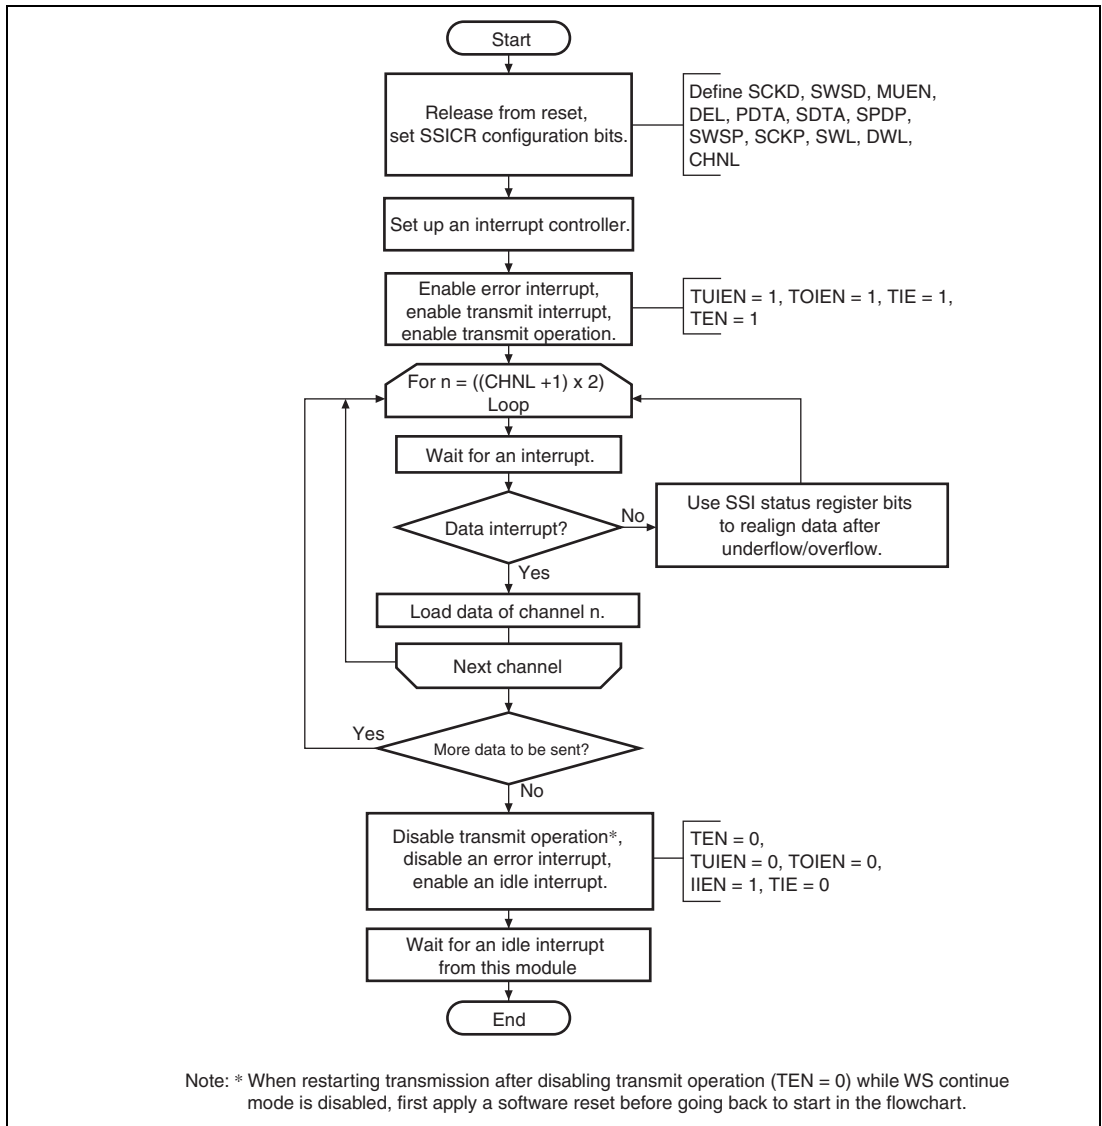 Start
Release from reset,
set SSICR configuration bits.
Define SCKD, SWSD, MUEN,
DEL, PDTA, SDTA, SPDP,
SWSP, SCKP, SWL, DWL,
CHNL
Set up an interrupt controller.
Enable error interrupt,
enable transmit interrupt,
enable transmit operation.
TUIEN = 1, TOIEN = 1, TIE = 1,
TEN = 1
For n = ((CHNL +1) x 2)
Loop
Wait for an interrupt.
Data interrupt?
No
Use SSI status register bits
to realign data after
underflow/overflow.
Yes
Load data of channel n.
Next channel
Yes
More data to be sent?
No
Disable transmit operation*,
disable an error interrupt,
enable an idle interrupt.
TEN = 0,
TUIEN = 0, TOIEN = 0,
IIEN = 1, TIE = 0
Wait for an idle interrupt
from this module
End
Note: * When restarting transmission after disabling transmit operation (TEN = 0) while WS continue
mode is disabled, first apply a software reset before going back to start in the flowchart.